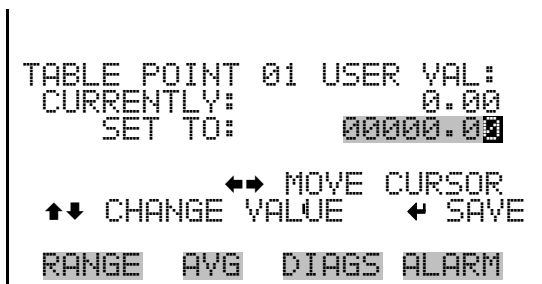 TABLE POINT 01 USER VAL:
CURRENTLY: 0.00
SET TO: 00000.00
←→ MOVE CURSOR
↑↓ CHANGE VALUE ↵ SAVE
RANGE AVG DIAGS ALARM